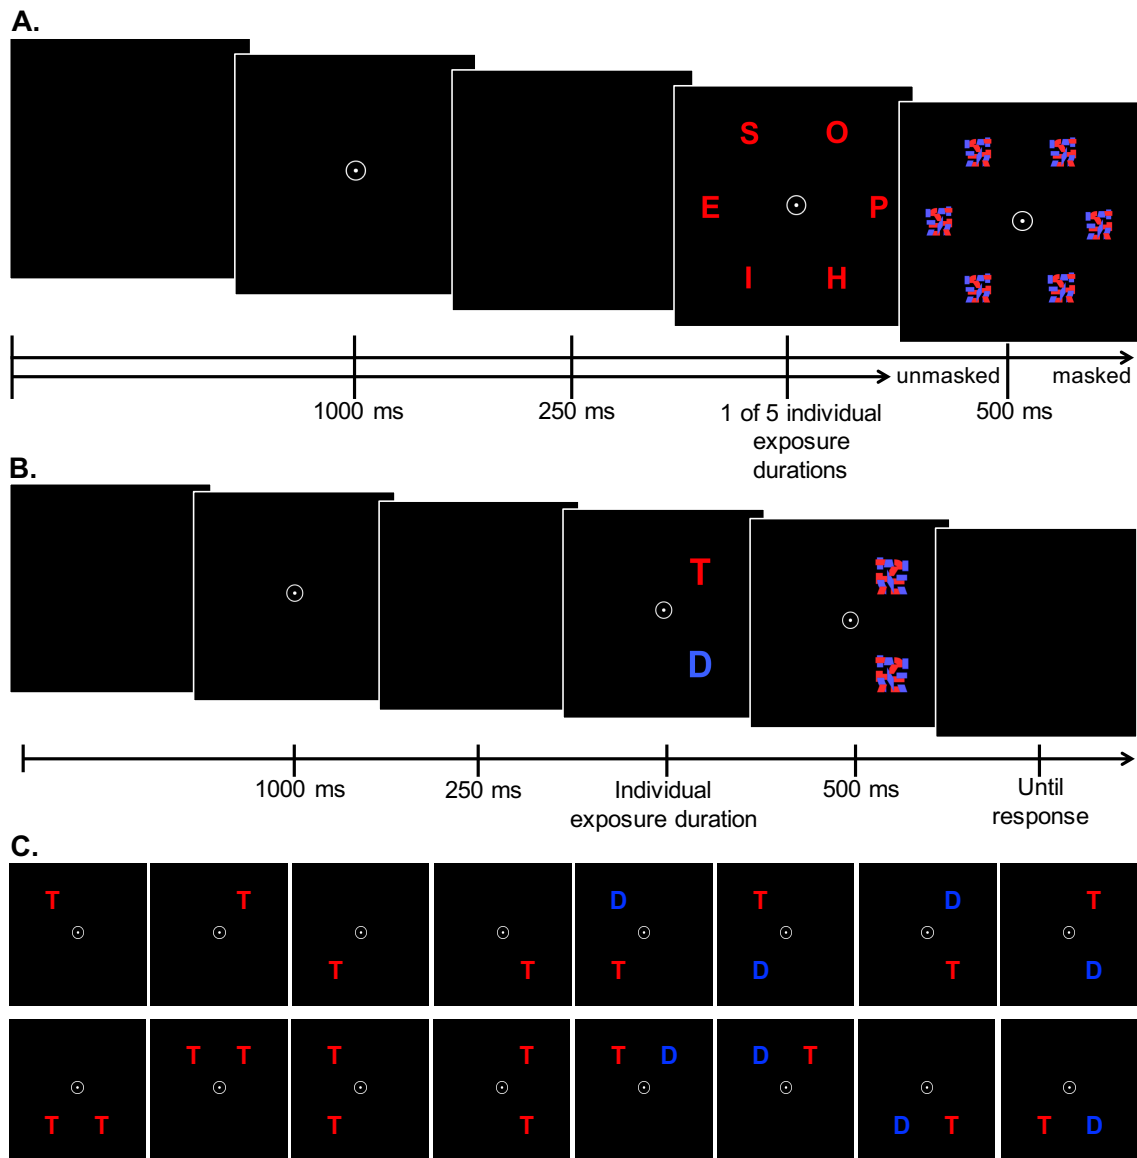 A.
S O
E P
I H
unmasked masked
1000 ms 250 ms 1 of 5 individual 500 ms
exposure
durations
B.
T
D
1000 ms 250 ms Individual 500 ms Until
exposure duration response
C.
T T D T D T
T T T D T D
T T T T T D D T
T T T T D T T D